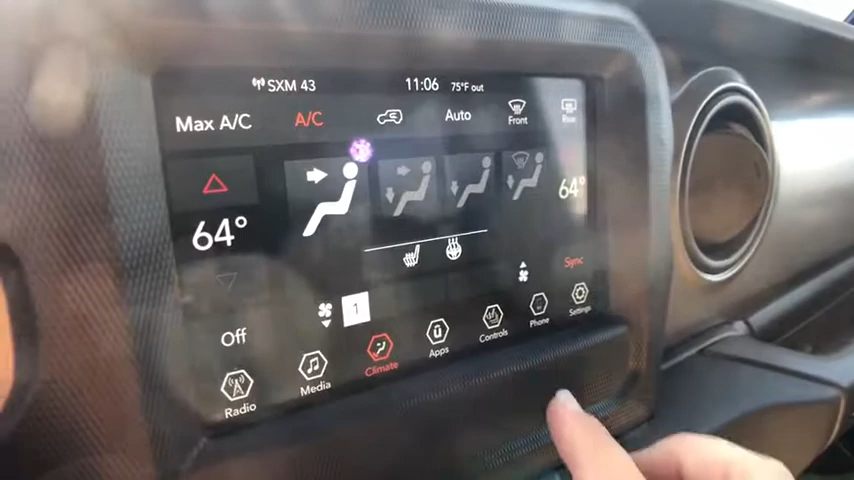 SXM 43 11:06 75°F out
Max A/C A/C Auto Front Rear
64° 64°
Sync
1
Off
Radio Media Climate Apps Controls Phone Settings